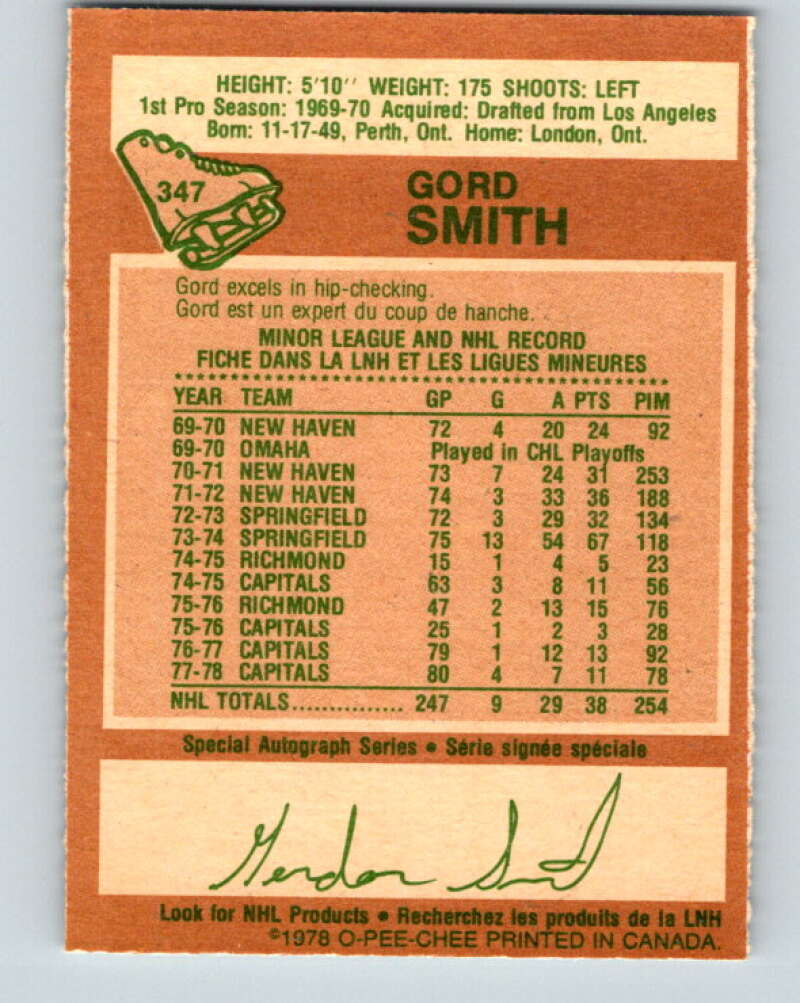 HEIGHT: 5'10'' WEIGHT: 175 SHOOTS: LEFT
1st Pro Season: 1969-70 Acquired: Drafted from Los Angeles
Born: 11-17-49, Perth, Ont. Home: London, Ont.
347
GORD
SMITH
Gord excels in hip-checking.
Gord est un expert du coup de hanche.
MINOR LEAGUE AND NHL RECORD
FICHE DANS LA LNH ET LES LIGUES MINEURES
YEAR TEAM GP G A PTS PIM
69-70 NEW HAVEN 72 4 20 24 92
69-70 OMAHA Played in CHL Playoffs
70-71 NEW HAVEN 73 7 24 31 253
71-72 NEW HAVEN 74 3 33 36 188
72-73 SPRINGFIELD 72 3 29 32 134
73-74 SPRINGFIELD 75 13 54 67 118
74-75 RICHMOND 15 1 4 5 23
74-75 CAPITALS 63 3 8 11 56
75-76 RICHMOND 47 2 13 15 76
75-76 CAPITALS 25 1 2 3 28
76-77 CAPITALS 79 1 12 13 92
77-78 CAPITALS 80 4 7 11 78
NHL TOTALS............... 247 9 29 38 254
Special Autograph Series • Série signée spéciale
Gordon Smith
Look for NHL Products • Recherchez les produits de la LNH
©1978 O-PEE-CHEE PRINTED IN CANADA.